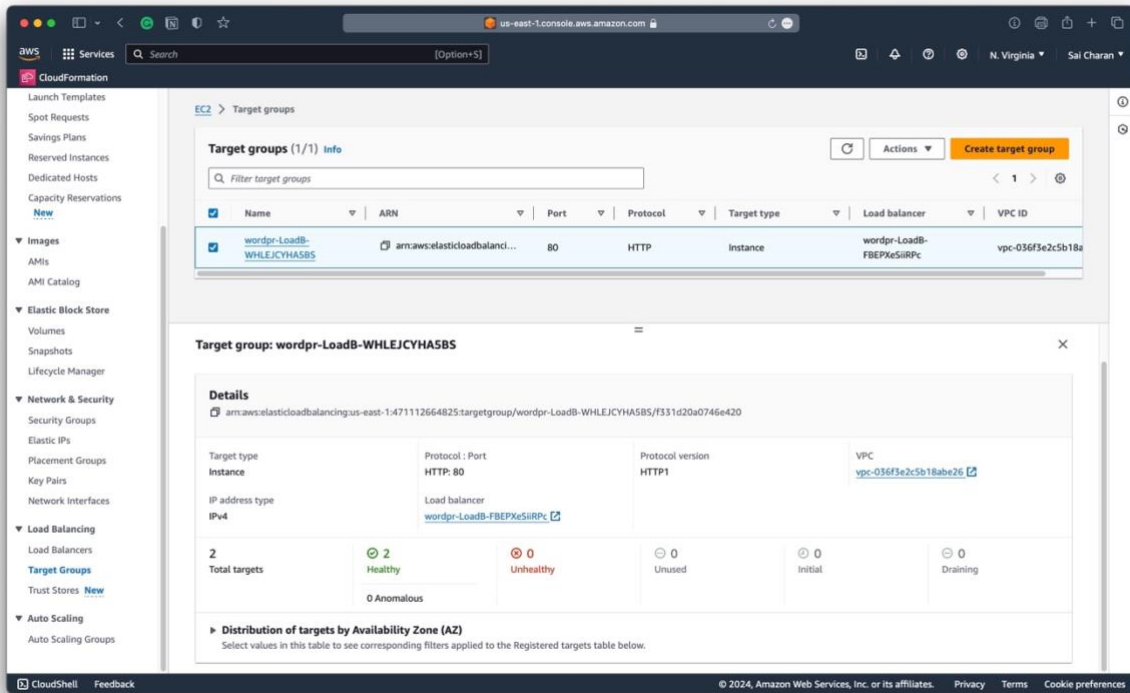 us-east-1.console.aws.amazon.com
aws
Services
Search
[Option+S]
N. Virginia
Sai Charan
CloudFormation
Launch Templates
Spot Requests
Savings Plans
Reserved Instances
Dedicated Hosts
Capacity Reservations
New
Images
AMIs
AMI Catalog
Elastic Block Store
Volumes
Snapshots
Lifecycle Manager
Network & Security
Security Groups
Elastic IPs
Placement Groups
Key Pairs
Network Interfaces
Load Balancing
Load Balancers
Target Groups
Trust Stores New
Auto Scaling
Auto Scaling Groups
EC2 > Target groups
Target groups (1/1) Info
Actions
Create target group
Filter target groups
< 1 >
Name ARN Port Protocol Target type Load balancer VPC ID
wordpr-LoadB-WHLEJCYHA5BS arn:aws:elasticloadbalanci... 80 HTTP Instance wordpr-LoadB-FBEPXeSiiRPc vpc-036f3e2c5b18a
Target group: wordpr-LoadB-WHLEJCYHA5BS
Details
arn:aws:elasticloadbalancing:us-east-1:471112664825:targetgroup/wordpr-LoadB-WHLEJCYHA5BS/f331d20a0746e420
Target type
Instance
Protocol : Port
HTTP: 80
Protocol version
HTTP1
VPC
vpc-036f3e2c5b18abe26
IP address type
IPv4
Load balancer
wordpr-LoadB-FBEPXeSiiRPc
2
Total targets
2
Healthy
0 Anomalous
0
Unhealthy
0
Unused
0
Initial
0
Draining
Distribution of targets by Availability Zone (AZ)
Select values in this table to see corresponding filters applied to the Registered targets table below.
CloudShell Feedback
© 2024, Amazon Web Services, Inc. or its affiliates. Privacy Terms Cookie preferences